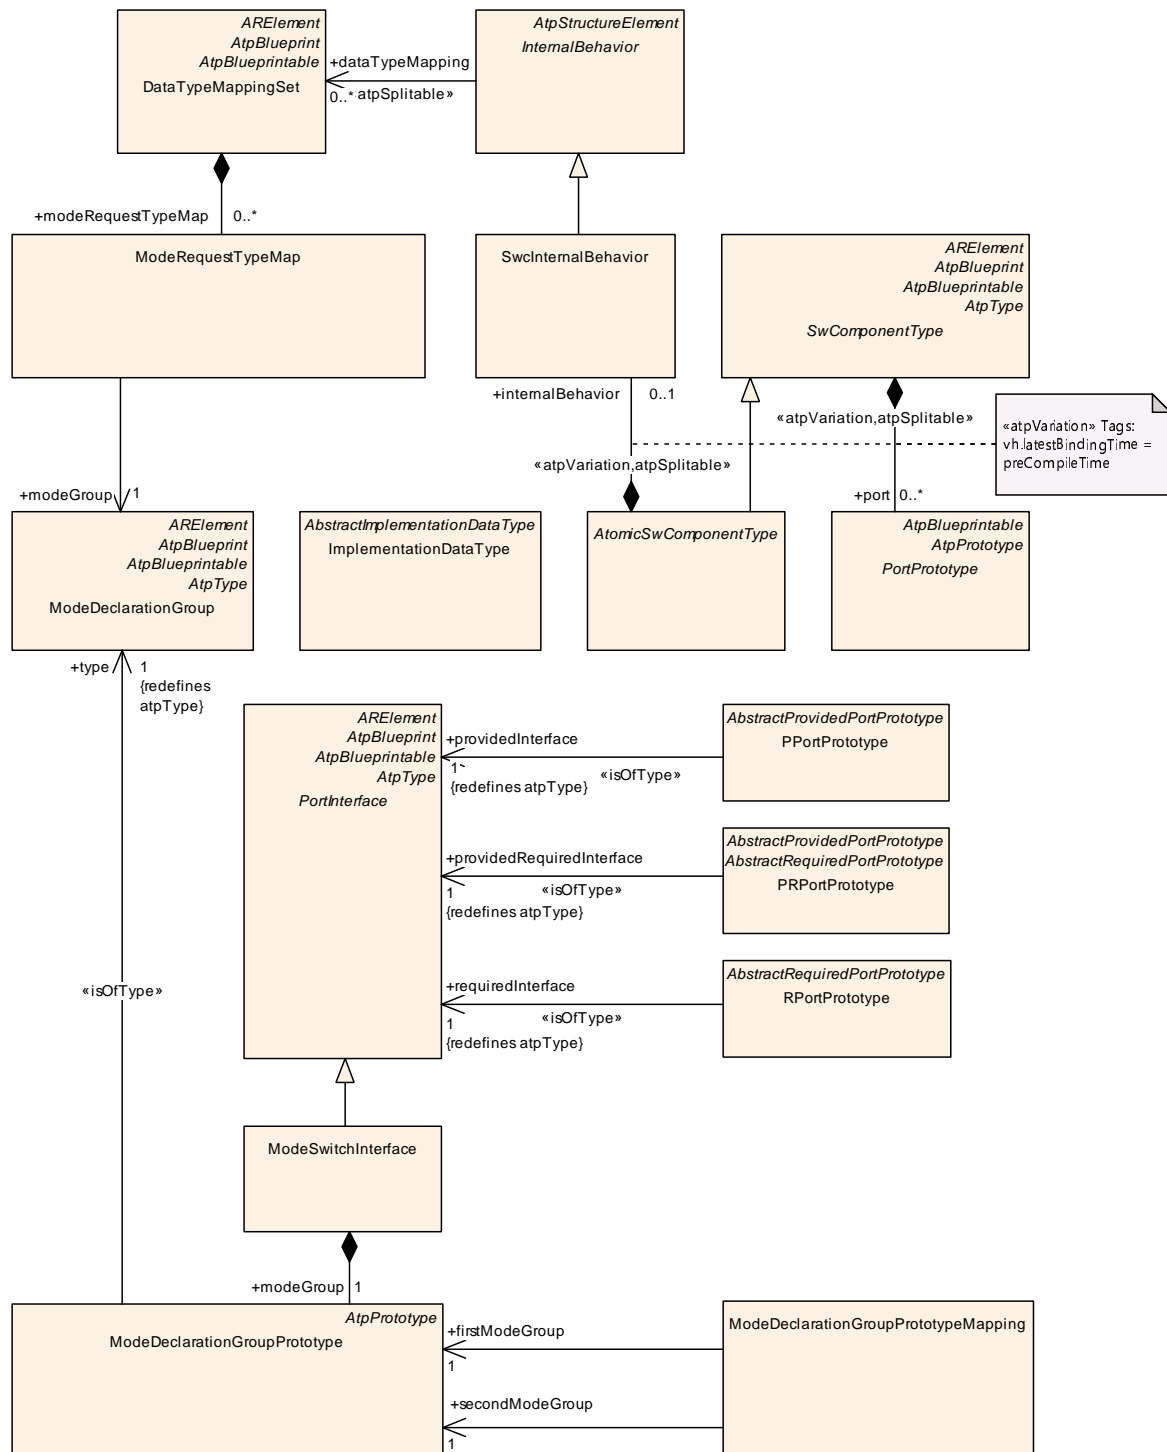 ARElement
AtpBlueprint
AtpBlueprintable
DataTypeMappingSet
AtpStructureElement
InternalBehavior
+dataTypeMapping
0..*
atpSplitable»
+modeRequestTypeMap
0..*
ModeRequestTypeMap
SwcInternalBehavior
ARElement
AtpBlueprint
AtpBlueprintable
AtpType
SwComponentType
+internalBehavior
0..1
«atpVariation,atpSplitable»
«atpVariation» Tags:
vh.latestBindingTime =
preCompileTime
«atpVariation,atpSplitable»
+modeGroup
1
+port
0..*
ARElement
AtpBlueprint
AtpBlueprintable
AtpType
ModeDeclarationGroup
AbstractImplementationDataType
ImplementationDataType
AtomicSwComponentType
AtpBlueprintable
AtpPrototype
PortPrototype
+type
1
{redefines
atpType}
ARElement
AtpBlueprint
AtpBlueprintable
AtpType
PortInterface
+providedInterface
1
«isOfType»
{redefines atpType}
AbstractProvidedPortPrototype
PPortPrototype
+providedRequiredInterface
«isOfType»
1
{redefines atpType}
AbstractProvidedPortPrototype
AbstractRequiredPortPrototype
PRPortPrototype
+requiredInterface
«isOfType»
1
{redefines atpType}
AbstractRequiredPortPrototype
RPortPrototype
«isOfType»
ModeSwitchInterface
+modeGroup
1
AtpPrototype
ModeDeclarationGroupPrototype
+firstModeGroup
1
ModeDeclarationGroupPrototypeMapping
+secondModeGroup
1